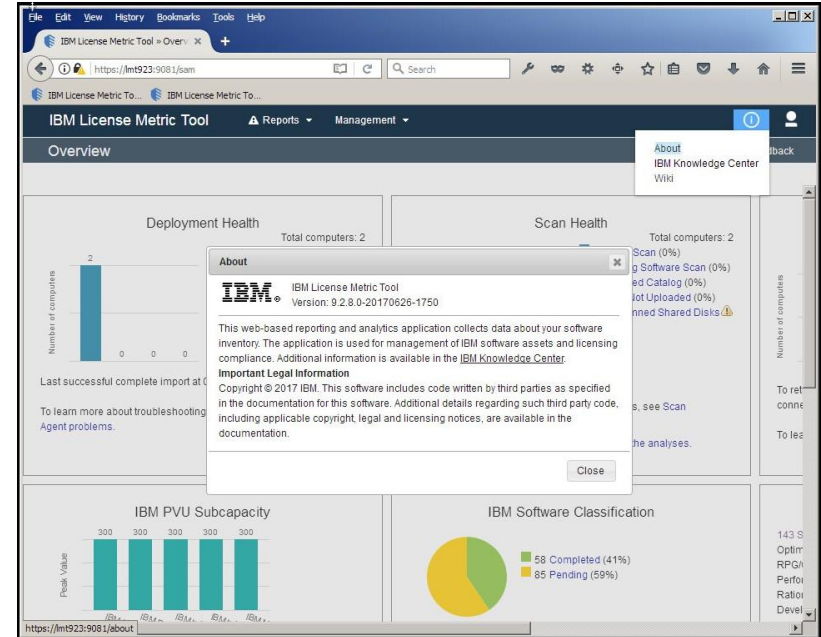 File Edit View History Bookmarks Tools Help
IBM License Metric Tool » Overv
https://lmt923:9081/sam
Search
IBM License Metric To... IBM License Metric To...
IBM License Metric Tool
Reports
Management
Overview
dback
About
IBM Knowledge Center
Wiki
Deployment Health
Total computers: 2
Number of computers
2
0 0 0
Last successful complete import at
To learn more about troubleshooting
Agent problems.
Scan Health
Total computers: 2
Scan (0%)
g Software Scan (0%)
ed Catalog (0%)
Not Uploaded (0%)
nned Shared Disks
s, see Scan
the analyses.
Number of computers
To ret
conne
To lea
About
IBM
IBM License Metric Tool
Version: 9.2.8.0-20170626-1750
This web-based reporting and analytics application collects data about your software
inventory. The application is used for management of IBM software assets and licensing
compliance. Additional information is available in the IBM Knowledge Center.
Important Legal Information
Copyright © 2017 IBM. This software includes code written by third parties as specified
in the documentation for this software. Additional details regarding such third party code,
including applicable copyright, legal and licensing notices, are available in the
documentation.
Close
IBM PVU Subcapacity
Peak Value
300 300 300 300 300
IBM Software Classification
58 Completed (41%)
85 Pending (59%)
143 S
Optim
RPG/
Perfor
Ration
Devel
https://lmt923:9081/about